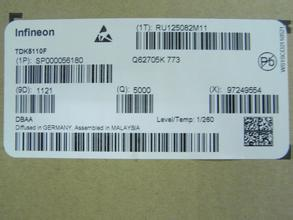 Infineon
(1T) RU125082M11
TDK5110F
(1P) SP000056180
Q62705K 773
(9D) 1121
(Q) 5000
(X) 97249554
DBAA
Level/Temp: 1/260
Diffused in GERMANY, Assembled in MALAYSIA
Pb